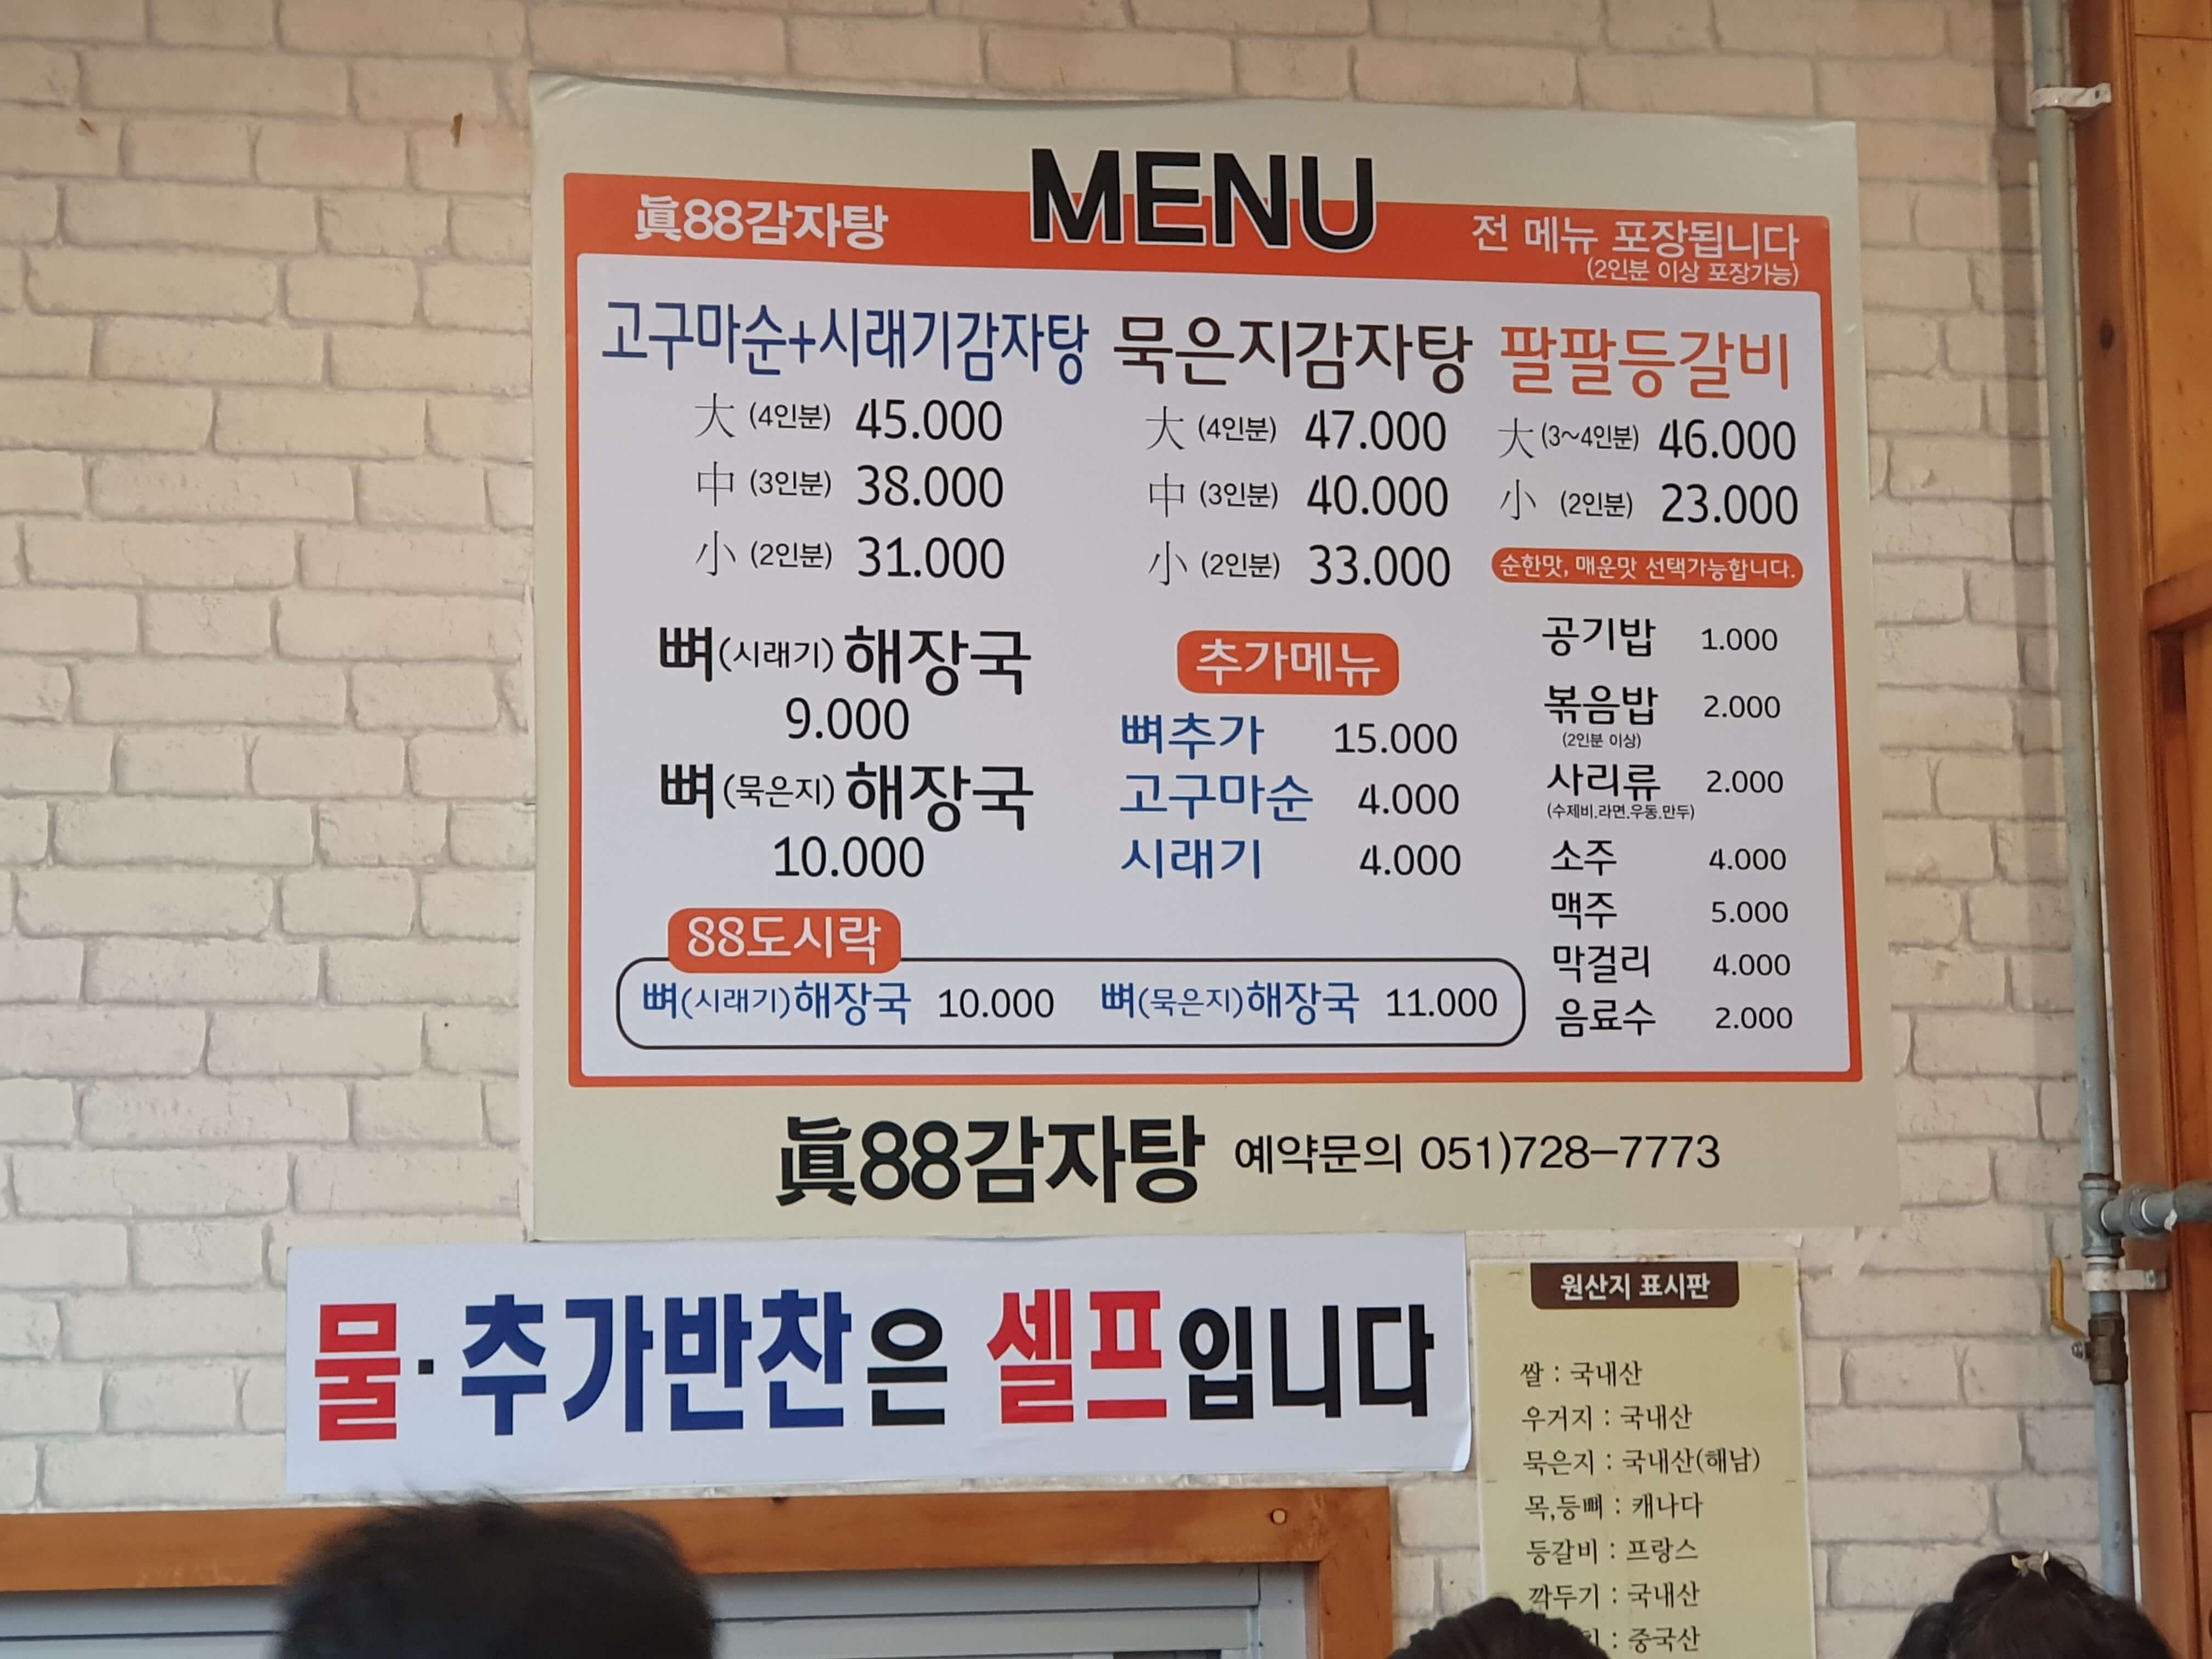 MENU
眞88감자탕
전 메뉴 포장됩니다
(2인분 이상 포장가능)
고구마순+시래기감자탕
大 (4인분) 45.000
中 (3인분) 38.000
小 (2인분) 31.000
묵은지감자탕
大 (4인분) 47.000
中 (3인분) 40.000
小 (2인분) 33.000
팔팔등갈비
大 (3~4인분) 46.000
小 (2인분) 23.000
순한맛, 매운맛 선택가능합니다.
뼈(시래기)해장국
9.000
뼈(묵은지)해장국
10.000
추가메뉴
뼈추가 15.000
고구마순 4.000
시래기 4.000
공기밥 1.000
볶음밥 2.000
(2인분 이상)
사리류 2.000
(수제비.라면.우동.만두)
소주 4.000
맥주 5.000
막걸리 4.000
음료수 2.000
88도시락
뼈(시래기)해장국 10.000 뼈(묵은지)해장국 11.000
眞88감자탕 예약문의 051)728-7773
물·추가반찬은 셀프입니다
원산지 표시판
쌀 : 국내산
우거지 : 국내산
묵은지 : 국내산(해남)
목,등뼈 : 캐나다
등갈비 : 프랑스
깍두기 : 국내산
: 중국산